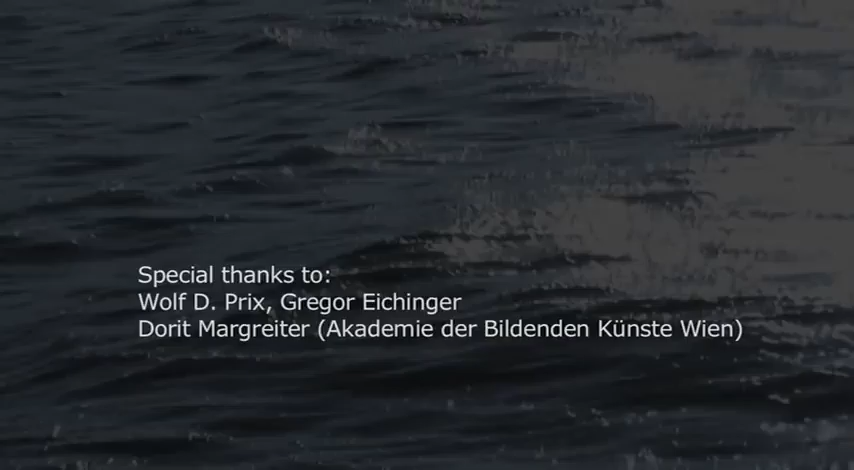 Special thanks to:
Wolf D. Prix, Gregor Eichinger
Dorit Margreiter (Akademie der Bildenden Künste Wien)